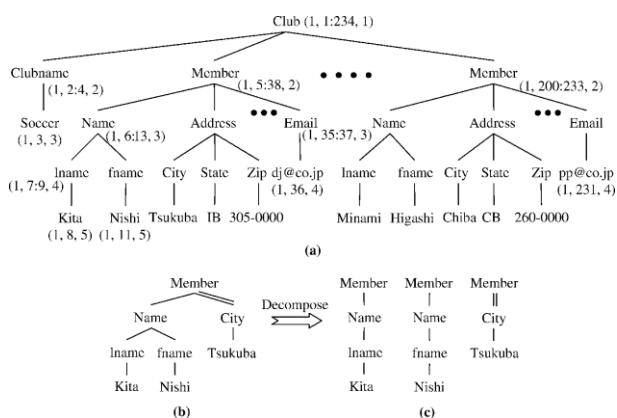 Club (1, 1:234, 1)
Clubname Member Member
(1, 2:4, 2) (1, 5:38, 2) (1, 200:233, 2)
Soccer Name Address Email Name Address Email
(1, 3, 3) (1, 6:13, 3) (1, 35:37, 3)
lname fname City State Zip dj@co.jp lname fname City State Zip pp@co.jp
(1, 7:9, 4) (1, 36, 4) (1, 231, 4)
Kita Nishi Tsukuba IB 305-0000 Minami Higashi Chiba CB 260-0000
(1, 8, 5) (1, 11, 5)
(a)
Member Member Member Member
Decompose
Name City Name Name City
lname fname Tsukuba lname fname Tsukuba
Kita Nishi Kita Nishi
(b) (c)